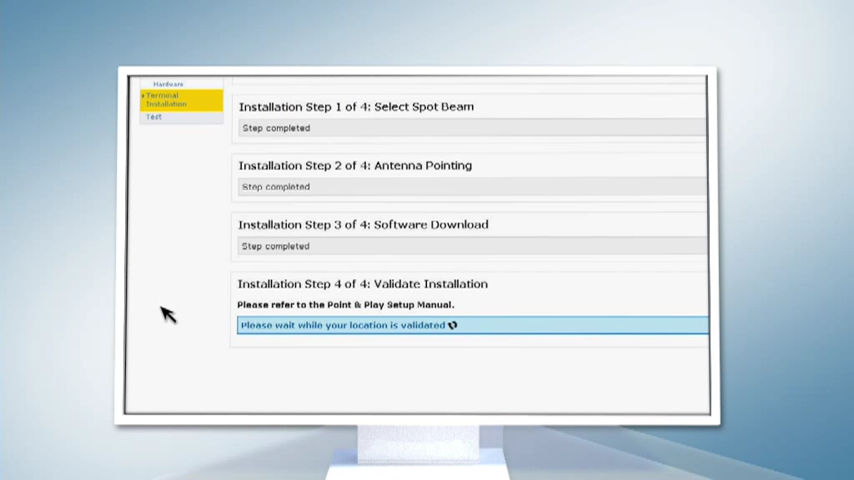 Hardware
Terminal
Installation
Test
Installation Step 1 of 4: Select Spot Beam
Step completed
Installation Step 2 of 4: Antenna Pointing
Step completed
Installation Step 3 of 4: Software Download
Step completed
Installation Step 4 of 4: Validate Installation
Please refer to the Point & Play Setup Manual.
Please wait while your location is validated